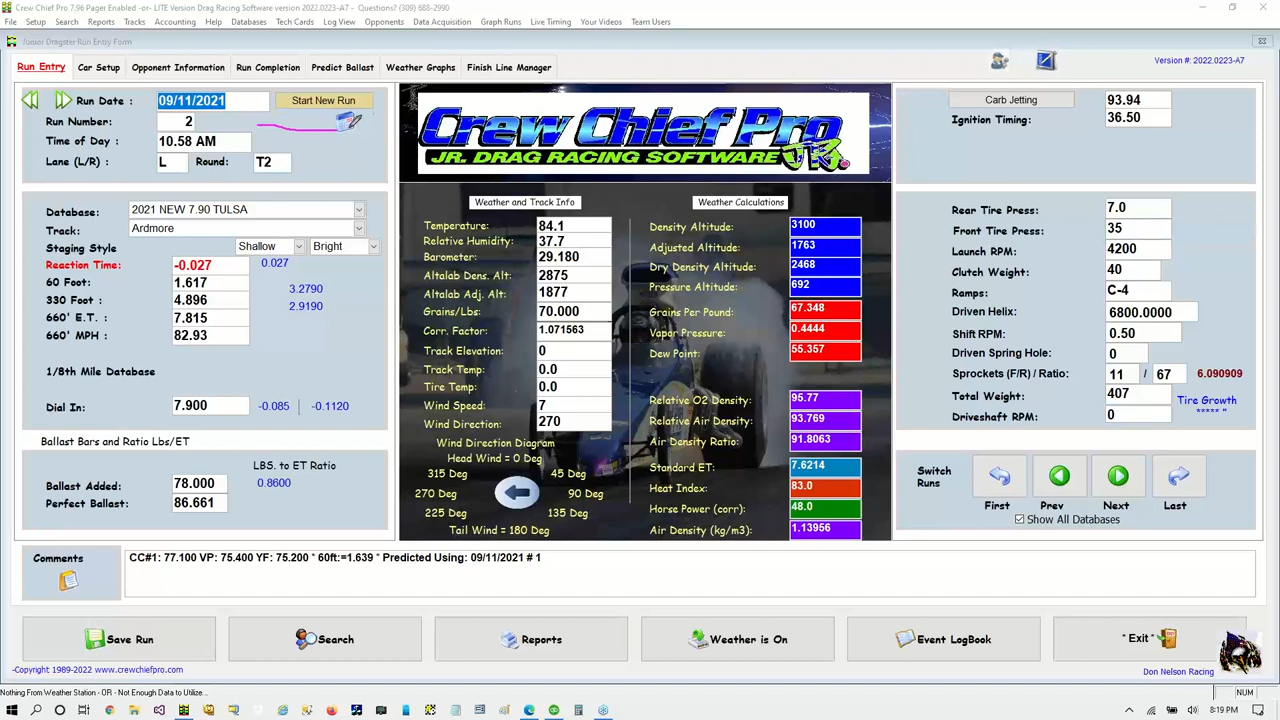 Crew Chief Pro 7.96 Pager Enabled -or- LITE Version Drag Racing Software version 2022.0223-A7 - Questions? (309) 688-2990
File Setup Search Reports Tracks Accounting Help Databases Tech Cards Log View Opponents Data Acquisition Graph Runs Live Timing Your Videos Team Users
Junior Dragster Run Entry Form
Run Entry Car Setup Opponent Information Run Completion Predict Ballast Weather Graphs Finish Line Manager Version #: 2022.0223-A7
Run Date : 09/11/2021 Start New Run
Run Number: 2
Time of Day : 10.58 AM
Lane (L/R): L Round: T2
Database: 2021 NEW 7.90 TULSA
Track: Ardmore
Staging Style Shallow Bright
Reaction Time: -0.027 0.027
60 Foot: 1.617
3.2790
330 Foot : 4.896
2.9190
660' E.T.: 7.815
660' MPH : 82.93
1/8th Mile Database
Dial In: 7.900 -0.085 -0.1120
Ballast Bars and Ratio Lbs/ET
LBS. to ET Ratio
Ballast Added: 78.000 0.8600
Perfect Ballast: 86.661
Crew Chief Pro
JR. DRAG RACING SOFTWARE JR.
Weather and Track Info
Temperature: 84.1
Relative Humidity: 37.7
Barometer: 29.180
Altalab Dens. Alt: 2875
Altalab Adj. Alt: 1877
Grains/Lbs: 70.000
Corr. Factor: 1.071563
Track Elevation: 0
Track Temp: 0.0
Tire Temp: 0.0
Wind Speed: 7
Wind Direction: 270
Wind Direction Diagram
Head Wind = 0 Deg
315 Deg 45 Deg
270 Deg 90 Deg
225 Deg 135 Deg
Tail Wind = 180 Deg
Weather Calculations
Density Altitude: 3100
Adjusted Altitude: 1763
Dry Density Altitude: 2468
Pressure Altitude: 692
Grains Per Pound: 67.348
Vapor Pressure: 0.4444
Dew Point: 55.357
Relative O2 Density: 95.77
Relative Air Density: 93.769
Air Density Ratio: 91.8063
Standard ET: 7.6214
Heat Index: 83.0
Horse Power (corr): 48.0
Air Density (kg/m3): 1.13956
Carb Jetting 93.94
Ignition Timing: 36.50
Rear Tire Press: 7.0
Front Tire Press: 35
Launch RPM: 4200
Clutch Weight: 40
Ramps: C-4
Driven Helix: 6800.0000
Shift RPM: 0.50
Driven Spring Hole: 0
Sprockets (F/R) / Ratio: 11 / 67 6.090909
Total Weight: 407 Tire Growth
Driveshaft RPM: 0 ***** "
Switch Runs
First Prev Next Last
Show All Databases
Comments CC#1: 77.100 VP: 75.400 YF: 75.200 * 60ft:=1.639 * Predicted Using: 09/11/2021 # 1
Save Run Search Reports Weather is On Event LogBook * Exit *
-Copyright 1989-2022 www.crewchiefpro.com Don Nelson Racing
Nothing From Weather Station - OR - Not Enough Data to Utilize... NUM
8:19 PM